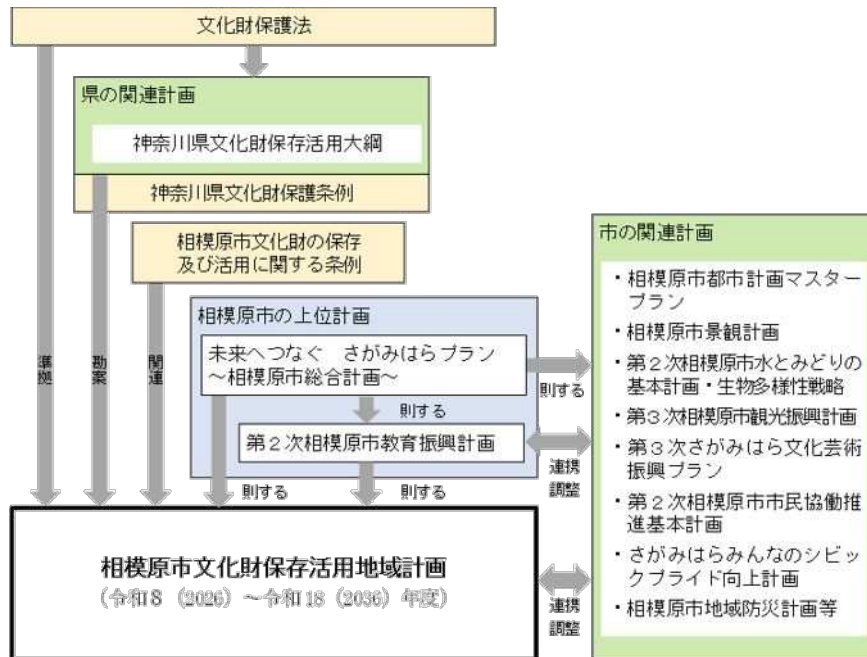 文化財保護法
県の関連計画
神奈川県文化財保存活用大綱
神奈川県文化財保護条例
相模原市文化財の保存
及び活用に関する条例
相模原市の上位計画
未来へつなぐ さがみはらプラン
～相模原市総合計画～
則する
第2次相模原市教育振興計画
準拠
勘案
関連
則する
則する
相模原市文化財保存活用地域計画
(令和8（2026）～令和18（2036）年度)
則する
連携
調整
連携
調整
市の関連計画
・相模原市都市計画マスター
プラン
・相模原市景観計画
・第2次相模原市水とみどりの
基本計画・生物多様性戦略
・第3次相模原市観光振興計画
・第3次さがみはら文化芸術
振興プラン
・第2次相模原市市民協働推
進基本計画
・さがみはらみんなのシビッ
クプライド向上計画
・相模原市地域防災計画等